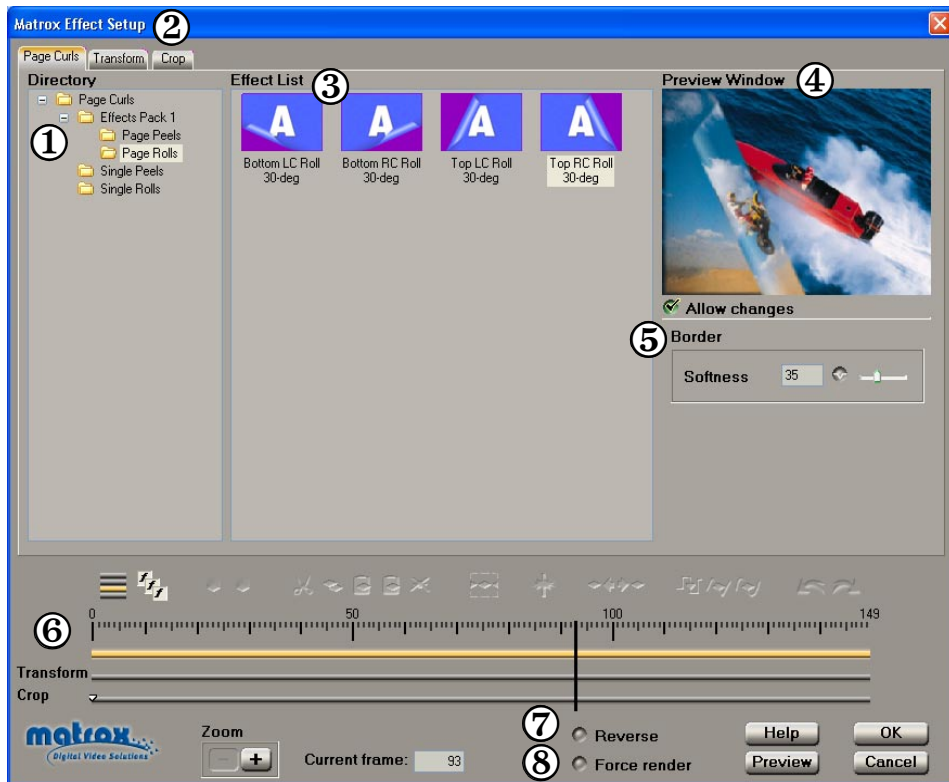 Matrox Effect Setup
②
Page Curls
Transform
Crop
Directory
Effect List
③
Preview Window
④
①
Page Curls
Effects Pack 1
Page Peels
Page Rolls
Single Peels
Single Rolls
A
A
A
A
Bottom LC Roll
30-deg
Bottom RC Roll
30-deg
Top LC Roll
30-deg
Top RC Roll
30-deg
Allow changes
⑤
Border
Softness
35
fff
0
50
100
149
⑥
Transform
Crop
matrox
Digital Video Solutions
Zoom
- +
Current frame: 93
⑦
Reverse
⑧
Force render
Help
OK
Preview
Cancel